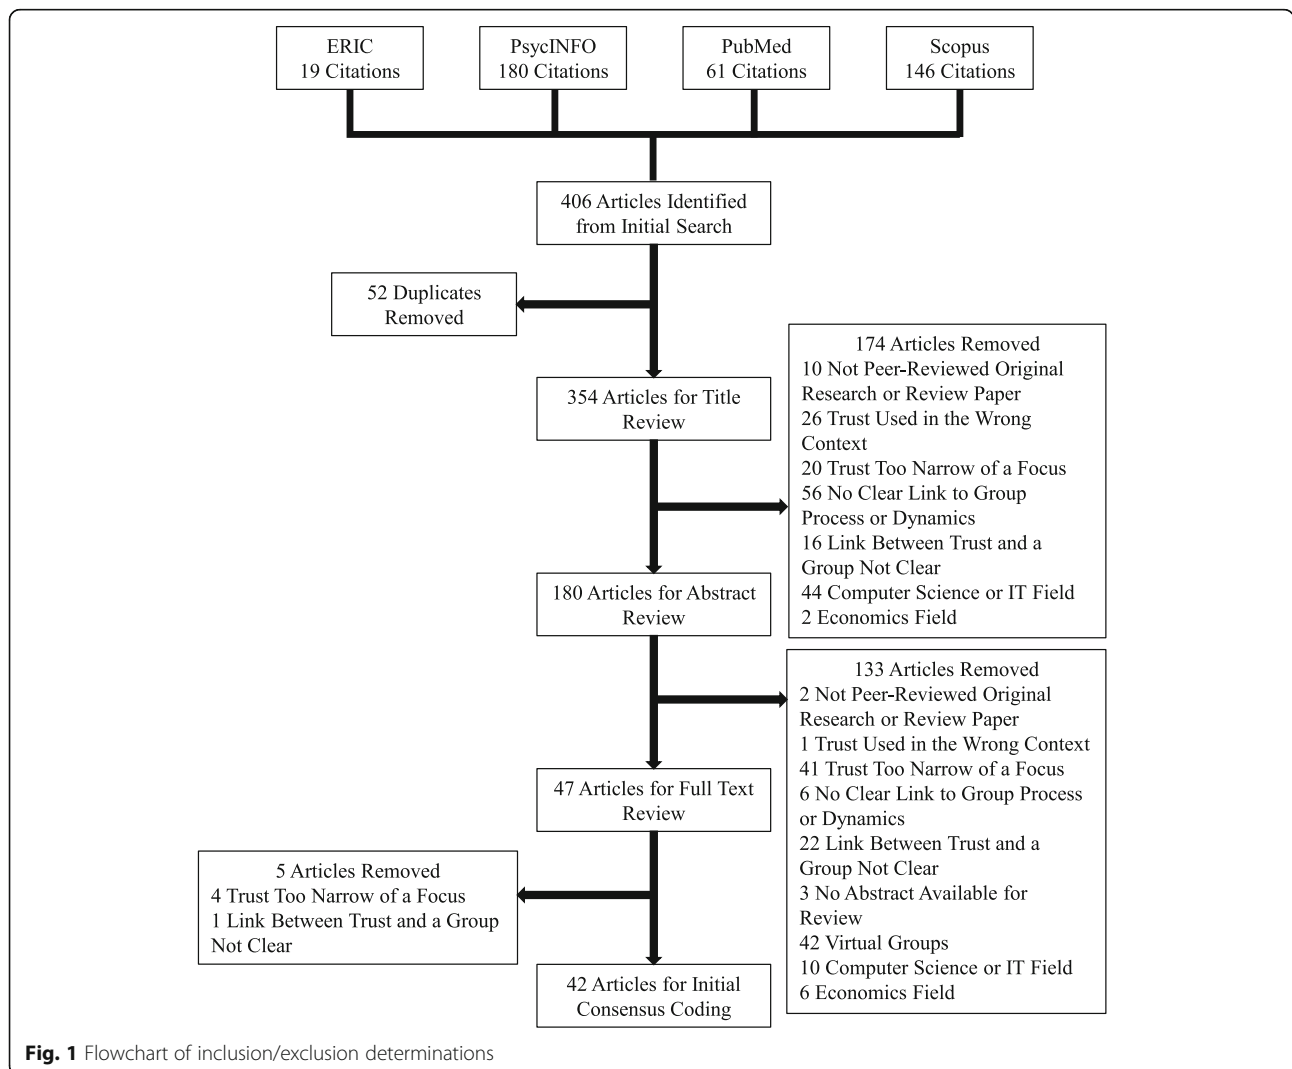 ERIC
19 Citations
PsycINFO
180 Citations
PubMed
61 Citations
Scopus
146 Citations
406 Articles Identified
from Initial Search
52 Duplicates
Removed
354 Articles for Title
Review
174 Articles Removed
10 Not Peer-Reviewed Original
Research or Review Paper
26 Trust Used in the Wrong
Context
20 Trust Too Narrow of a Focus
56 No Clear Link to Group
Process or Dynamics
16 Link Between Trust and a
Group Not Clear
44 Computer Science or IT Field
2 Economics Field
180 Articles for Abstract
Review
133 Articles Removed
2 Not Peer-Reviewed Original
Research or Review Paper
1 Trust Used in the Wrong Context
41 Trust Too Narrow of a Focus
6 No Clear Link to Group Process
or Dynamics
22 Link Between Trust and a
Group Not Clear
3 No Abstract Available for
Review
42 Virtual Groups
10 Computer Science or IT Field
6 Economics Field
47 Articles for Full Text
Review
5 Articles Removed
4 Trust Too Narrow of a Focus
1 Link Between Trust and a Group
Not Clear
42 Articles for Initial
Consensus Coding
Fig. 1 Flowchart of inclusion/exclusion determinations